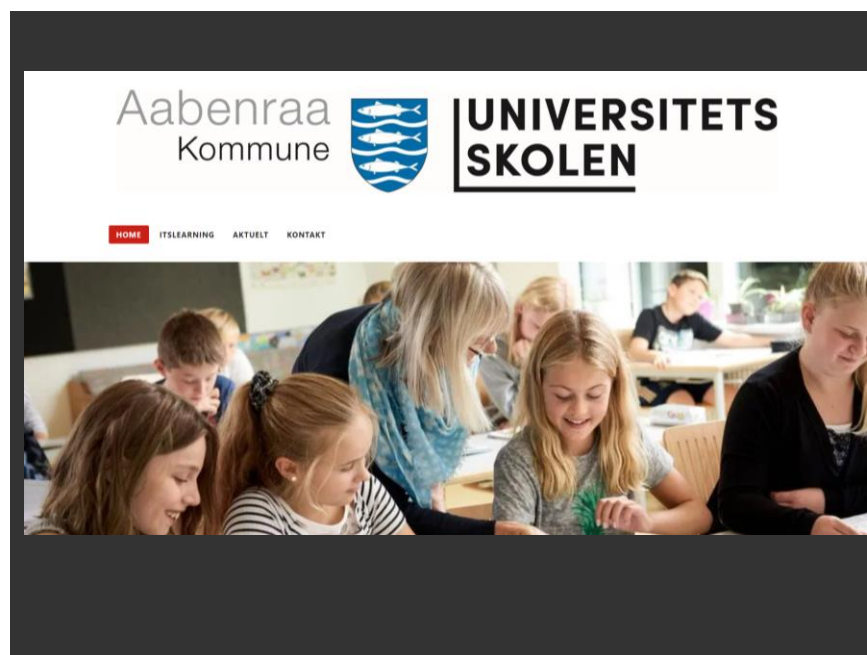 Aabenraa
Kommune
UNIVERSITETS
SKOLEN
HOME ITSLEARNING AKTUELT KONTAKT